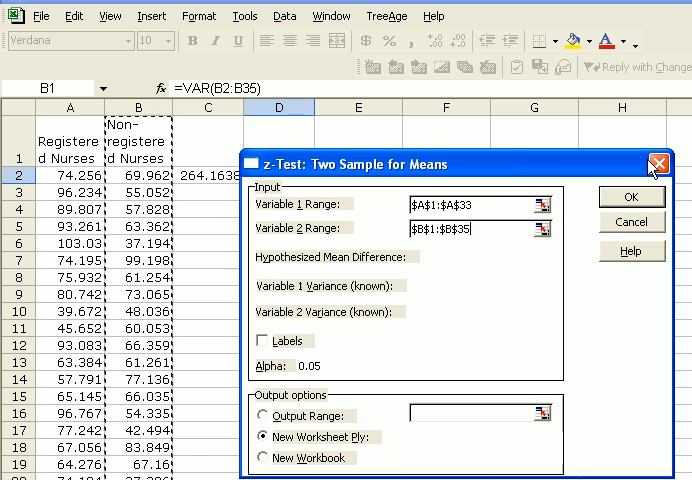 File Edit View Insert Format Tools Data Window TreeAge Help
Verdana 10 B I U $ % , +.0 .00 .00 +.0 A
Reply with Change
B1 fx =VAR(B2:B35)
A B C D E F G H
1 Registered Nurses Non-registered Nurses
2 74.256 69.962 264.1638
3 96.234 55.052
4 89.807 57.828
5 93.261 63.362
6 103.03 37.194
7 74.195 99.198
8 75.932 61.254
9 80.742 73.065
10 39.672 48.036
11 45.652 60.053
12 93.083 66.359
13 63.384 61.261
14 57.791 77.136
15 65.145 66.035
16 96.767 54.335
17 77.242 42.494
18 67.056 83.849
19 64.276 67.16
z-Test: Two Sample for Means
Input
Variable 1 Range: $A$1:$A$33
Variable 2 Range: $B$1:$B$35
Hypothesized Mean Difference:
Variable 1 Variance (known):
Variable 2 Variance (known):
Labels
Alpha: 0.05
Output options
Output Range:
New Worksheet Ply:
New Workbook
OK
Cancel
Help